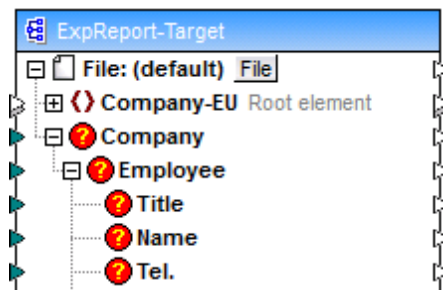 ExpReport-Target
File: (default) File
Company-EU Root element
Company
Employee
Title
Name
Tel.